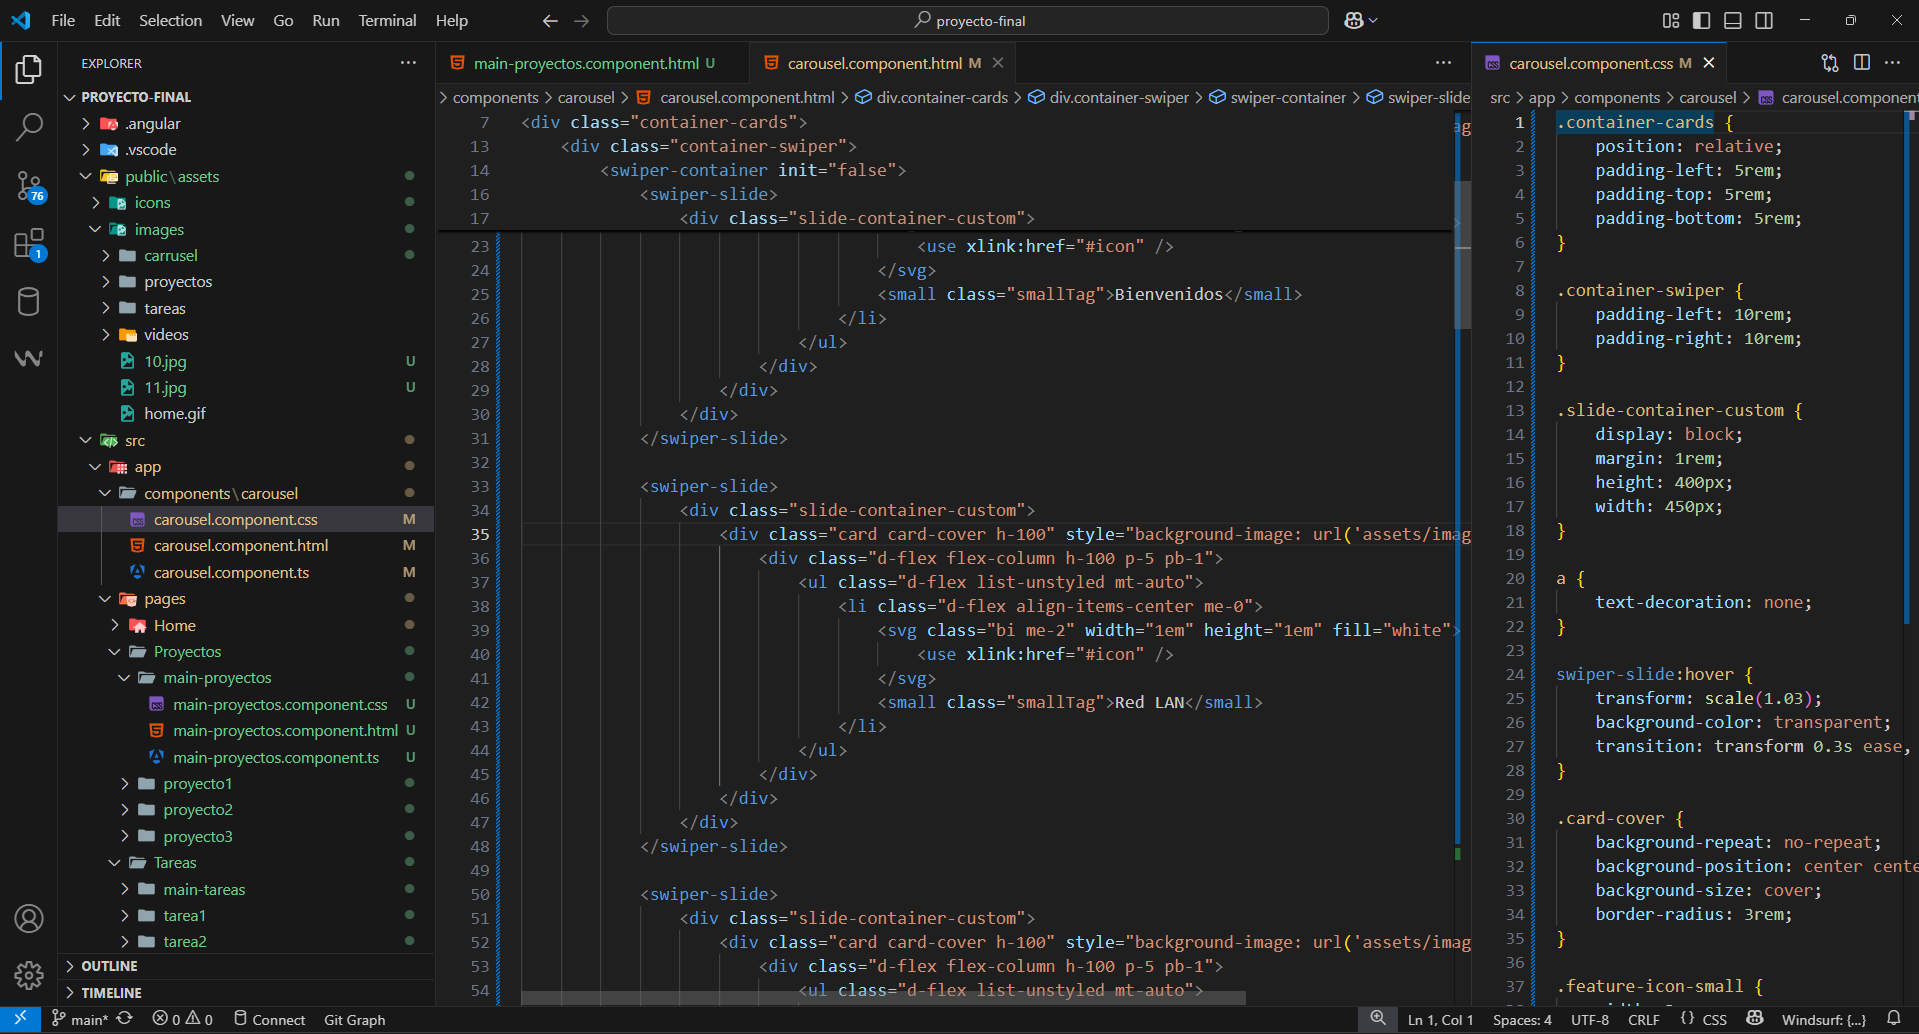 File Edit Selection View Go Run Terminal Help
proyecto-final
EXPLORER
PROYECTO-FINAL
.angular
.vscode
public\assets
icons
images
carrusel
proyectos
tareas
videos
10.jpg U
11.jpg U
home.gif
src
app
components\carousel
carousel.component.css M
carousel.component.html M
carousel.component.ts M
pages
Home
Proyectos
main-proyectos
main-proyectos.component.css U
main-proyectos.component.html U
main-proyectos.component.ts U
proyecto1
proyecto2
proyecto3
Tareas
main-tareas
tarea1
tarea2
OUTLINE
TIMELINE
76
1
main-proyectos.component.html U
carousel.component.html M
components > carousel > carousel.component.html > div.container-cards > div.container-swiper > swiper-container > swiper-slide
7 <div class="container-cards">
13 <div class="container-swiper">
14 <swiper-container init="false">
16 <swiper-slide>
17 <div class="slide-container-custom">
23 <use xlink:href="#icon" />
24 </svg>
25 <small class="smallTag">Bienvenidos</small>
26 </li>
27 </ul>
28 </div>
29 </div>
30 </div>
31 </swiper-slide>
32
33 <swiper-slide>
34 <div class="slide-container-custom">
35 <div class="card card-cover h-100" style="background-image: url('assets/imag
36 <div class="d-flex flex-column h-100 p-5 pb-1">
37 <ul class="d-flex list-unstyled mt-auto">
38 <li class="d-flex align-items-center me-0">
39 <svg class="bi me-2" width="1em" height="1em" fill="white">
40 <use xlink:href="#icon" />
41 </svg>
42 <small class="smallTag">Red LAN</small>
43 </li>
44 </ul>
45 </div>
46 </div>
47 </div>
48 </swiper-slide>
49
50 <swiper-slide>
51 <div class="slide-container-custom">
52 <div class="card card-cover h-100" style="background-image: url('assets/imag
53 <div class="d-flex flex-column h-100 p-5 pb-1">
54 <ul class="d-flex list-unstyled mt-auto">
carousel.component.css M
src > app > components > carousel > carousel.component
1 .container-cards {
2 position: relative;
3 padding-left: 5rem;
4 padding-top: 5rem;
5 padding-bottom: 5rem;
6 }
7
8 .container-swiper {
9 padding-left: 10rem;
10 padding-right: 10rem;
11 }
12
13 .slide-container-custom {
14 display: block;
15 margin: 1rem;
16 height: 400px;
17 width: 450px;
18 }
19
20 a {
21 text-decoration: none;
22 }
23
24 swiper-slide:hover {
25 transform: scale(1.03);
26 background-color: transparent;
27 transition: transform 0.3s ease,
28 }
29
30 .card-cover {
31 background-repeat: no-repeat;
32 background-position: center cente
33 background-size: cover;
34 border-radius: 3rem;
35 }
36
37 .feature-icon-small {
main* 0 0 Connect Git Graph
Ln 1, Col 1 Spaces: 4 UTF-8 CRLF {} CSS Windsurf: {...}